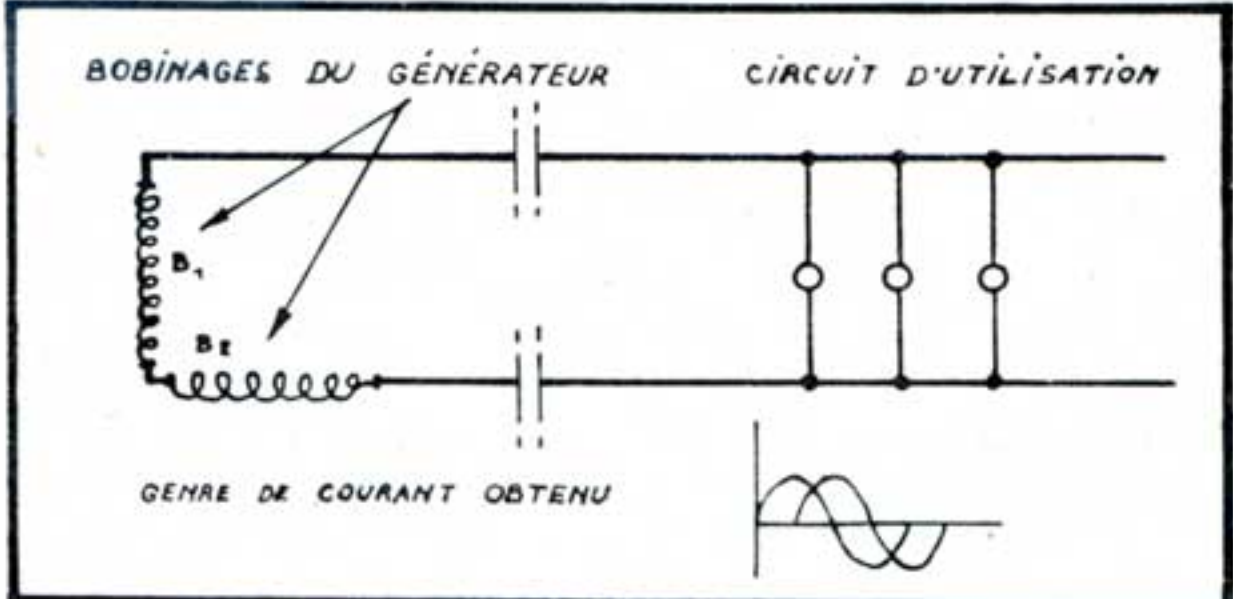 BOBINAGES DU GÉNÉRATEUR
CIRCUIT D'UTILISATION
B1
B2
GENRE DE COURANT OBTENU